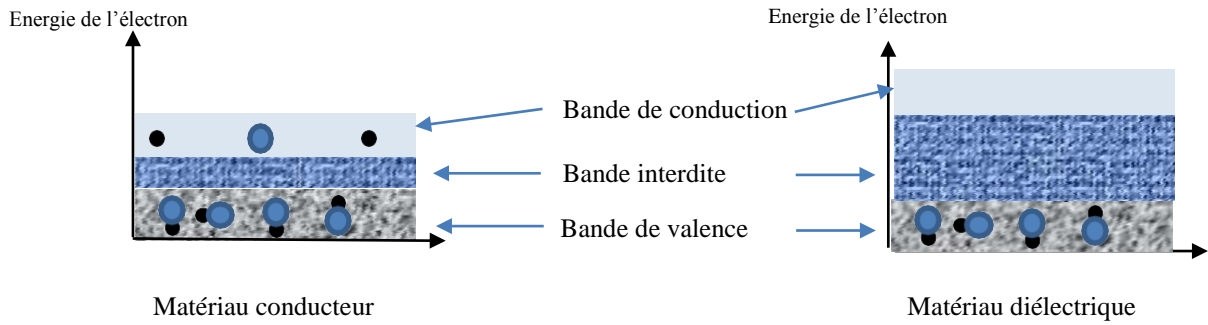 Energie de l'électron
Energie de l'électron
Bande de conduction
Bande interdite
Bande de valence
Matériau conducteur
Matériau diélectrique